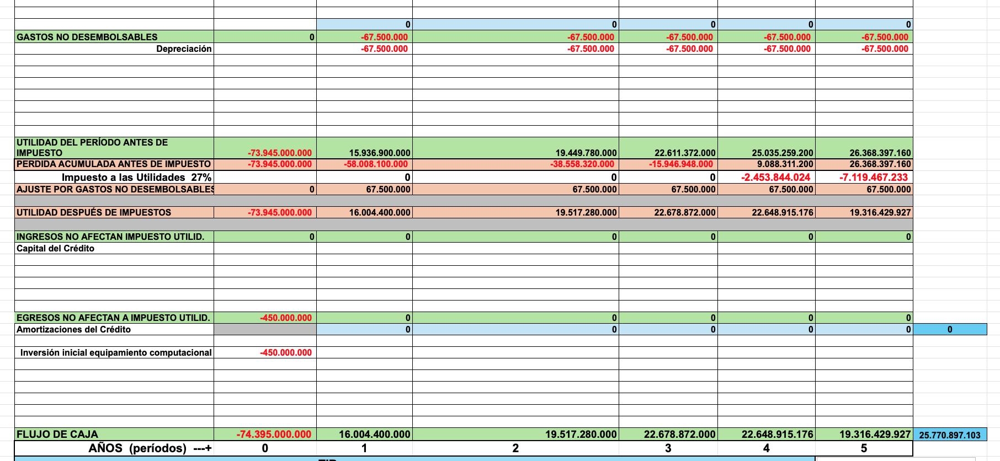 0 0 0 0 0
GASTOS NO DESEMBOLSABLES 0 -67.500.000 -67.500.000 -67.500.000 -67.500.000 -67.500.000
Depreciación -67.500.000 -67.500.000 -67.500.000 -67.500.000 -67.500.000
UTILIDAD DEL PERÍODO ANTES DE
IMPUESTO -73.945.000.000 15.936.900.000 19.449.780.000 22.611.372.000 25.035.259.200 26.368.397.160
PERDIDA ACUMULADA ANTES DE IMPUESTO -73.945.000.000 -58.008.100.000 -38.558.320.000 -15.946.948.000 9.088.311.200 26.368.397.160
Impuesto a las Utilidades 27% 0 0 0 -2.453.844.024 -7.119.467.233
AJUSTE POR GASTOS NO DESEMBOLSABLES 0 67.500.000 67.500.000 67.500.000 67.500.000 67.500.000
UTILIDAD DESPUÉS DE IMPUESTOS -73.945.000.000 16.004.400.000 19.517.280.000 22.678.872.000 22.648.915.176 19.316.429.927
INGRESOS NO AFECTAN IMPUESTO UTILID. 0 0 0 0 0 0
Capital del Crédito
EGRESOS NO AFECTAN A IMPUESTO UTILID. -450.000.000 0 0 0 0 0
Amortizaciones del Crédito 0 0 0 0 0 0
Inversión inicial equipamiento computacional -450.000.000
FLUJO DE CAJA -74.395.000.000 16.004.400.000 19.517.280.000 22.678.872.000 22.648.915.176 19.316.429.927 25.770.897.103
AÑOS (períodos) ---+ 0 1 2 3 4 5